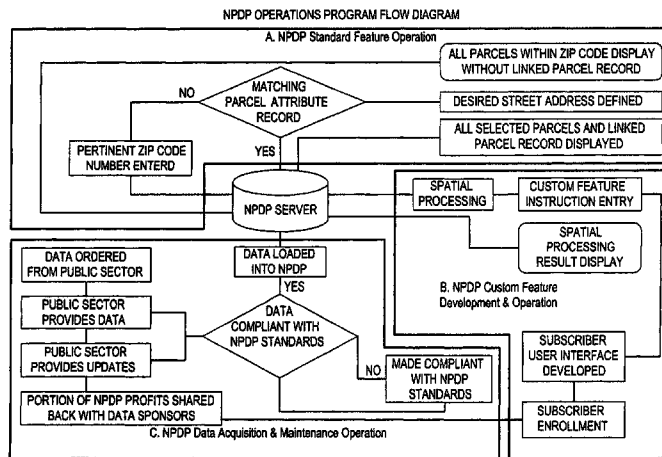 NPDP OPERATIONS PROGRAM FLOW DIAGRAM
A. NPDP Standard Feature Operation
ALL PARCELS WITHIN ZIP CODE DISPLAY
WITHOUT LINKED PARCEL RECORD
MATCHING
PARCEL ATTRIBUTE
RECORD
NO
DESIRED STREET ADDRESS DEFINED
PERTINENT ZIP CODE
NUMBER ENTERD
YES
ALL SELECTED PARCELS AND LINKED
PARCEL RECORD DISPLAYED
NPDP SERVER
SPATIAL
PROCESSING
CUSTOM FEATURE
INSTRUCTION ENTRY
SPATIAL
PROCESSING
RESULT DISPLAY
B. NPDP Custom Feature
Development & Operation
DATA ORDERED
FROM PUBLIC SECTOR
DATA LOADED
INTO NPDP
YES
PUBLIC SECTOR
PROVIDES DATA
DATA
COMPLIANT WITH
NPDP STANDARDS
PUBLIC SECTOR
PROVIDES UPDATES
NO
MADE COMPLIANT
WITH NPDP
STANDARDS
SUBSCRIBER
USER INTERFACE
DEVELOPED
PORTION OF NPDP PROFITS SHARED
BACK WITH DATA SPONSORS
SUBSCRIBER
ENROLLMENT
C. NPDP Data Acquisition & Maintenance Operation